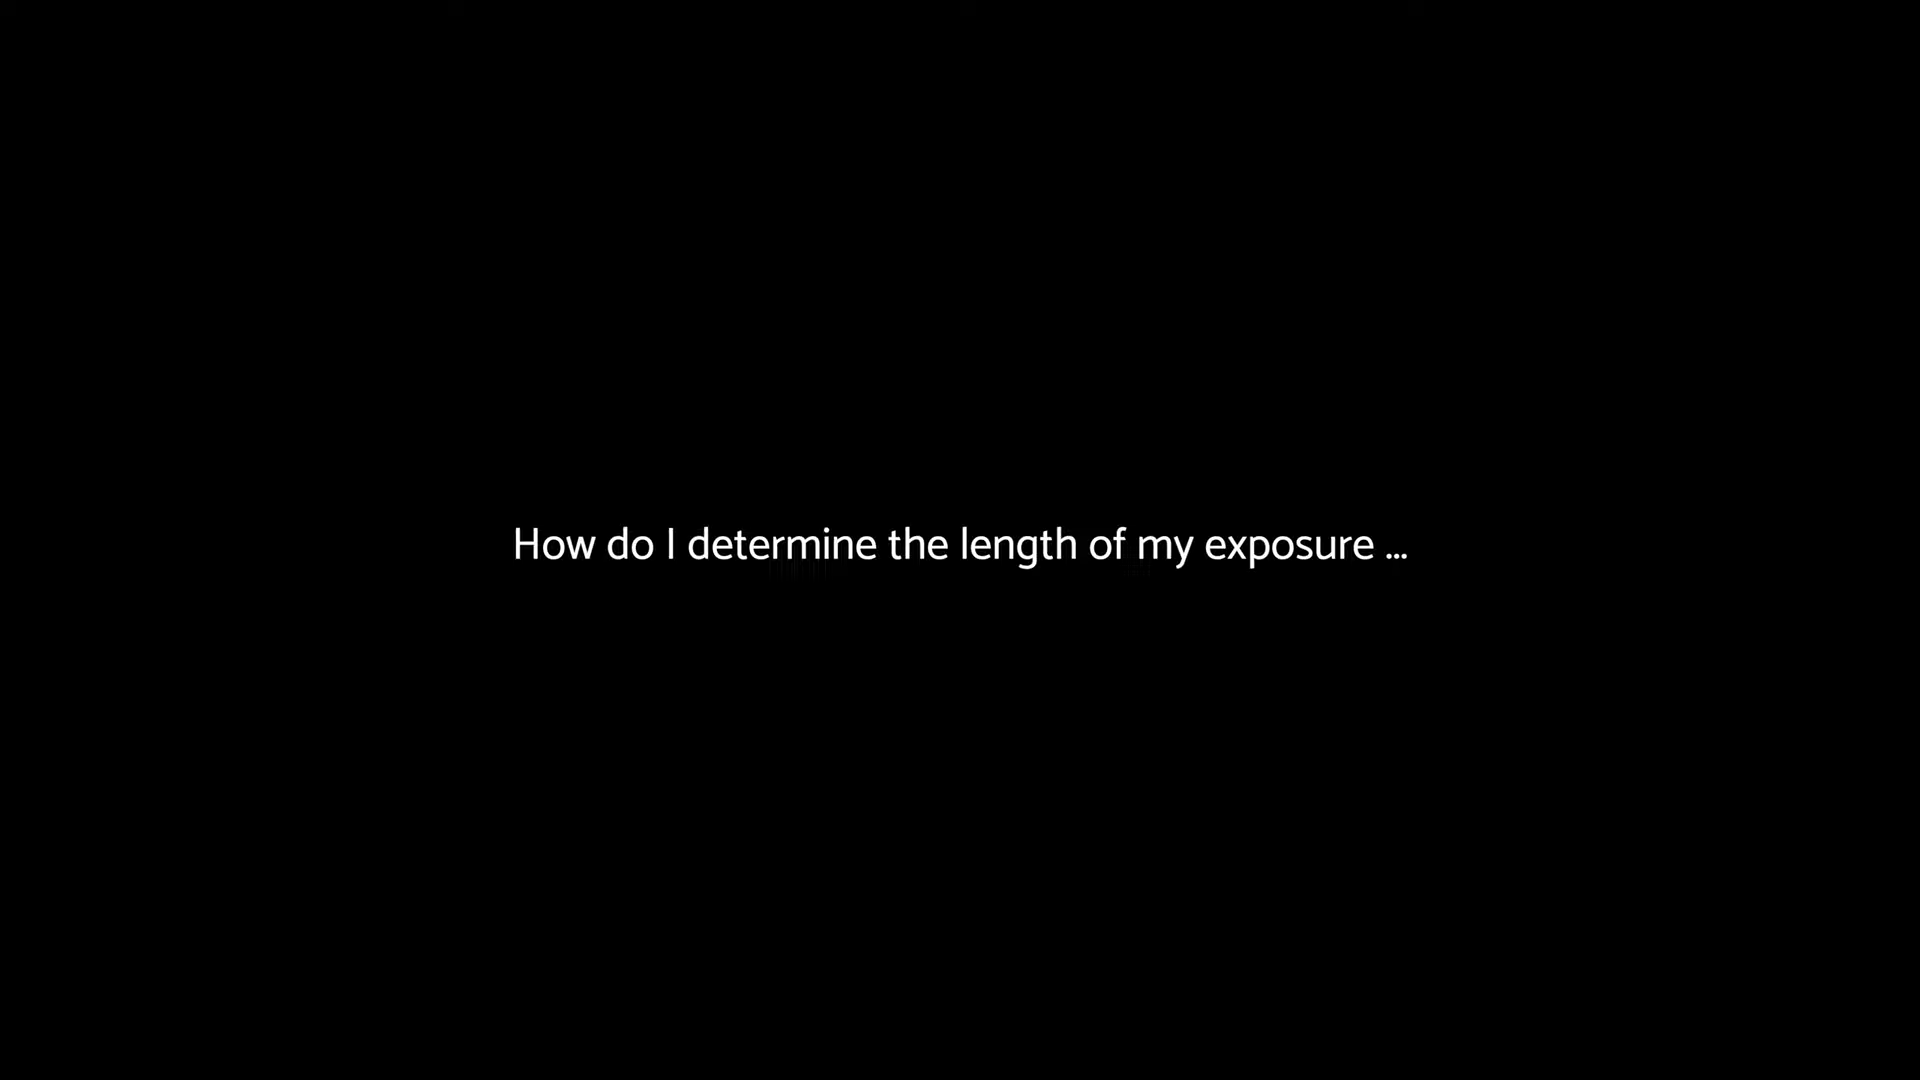 How do I determine the length of my exposure ...